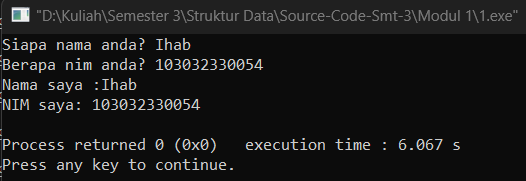 "D:\Kuliah\Semester 3\Struktur Data\Source-Code-Smt-3\Modul 1\1.exe"
Siapa nama anda? Ihab
Berapa nim anda? 103032330054
Nama saya :Ihab
NIM saya: 103032330054
Process returned 0 (0x0)   execution time : 6.067 s
Press any key to continue.